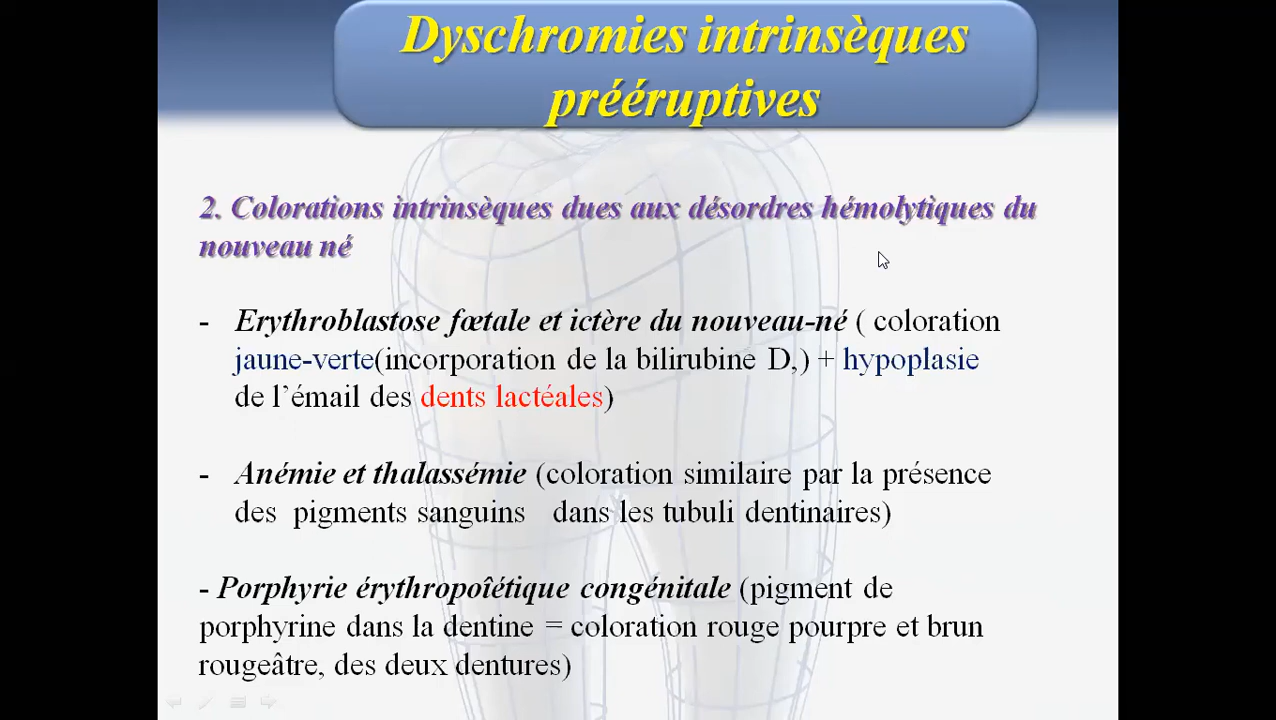 Dyschromies intrinsèques
prééruptives
2. Colorations intrinsèques dues aux désordres hémolytiques du
nouveau né
- Erythroblastose fœtale et ictère du nouveau-né ( coloration
jaune-verte(incorporation de la bilirubine D,) + hypoplasie
de l’émail des dents lactéales)
- Anémie et thalassémie (coloration similaire par la présence
des pigments sanguins dans les tubuli dentinaires)
- Porphyrie érythropoîétique congénitale (pigment de
porphyrine dans la dentine = coloration rouge pourpre et brun
rougeâtre, des deux dentures)